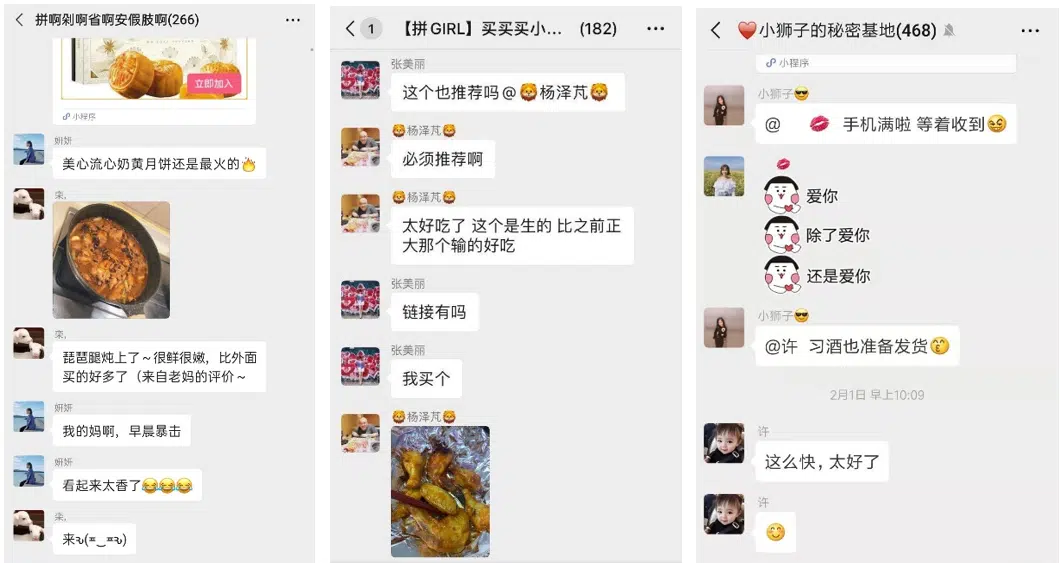 拼啊剁啊省啊安假肢啊(266)
立即加入
小程序
妍妍
美心流心奶黄月饼还是最火的🔥
栾,
栾,
琵琶腿炖上了~很鲜很嫩，比外面
买的好多了（来自老妈的评价~
妍妍
我的妈啊，早晨暴击
妍妍
看起来太香了😂😂😂
栾,
1
【拼GIRL】买买买小... (182)
张美丽
这个也推荐吗@🦁杨泽芃🦁
🦁杨泽芃🦁
必须推荐啊
🦁杨泽芃🦁
太好吃了 这个是生的 比之前正
大那个输的好吃
张美丽
链接有吗
张美丽
我买个
🦁杨泽芃🦁
❤️小狮子的秘密基地(468)
小程序
小狮子😎
@ 💋 手机满啦 等着收到😜
💋
爱你
除了爱你
还是爱你
小狮子😎
@许 习酒也准备发货😙
2月1日 早上10:09
许
这么快，太好了
许
😊